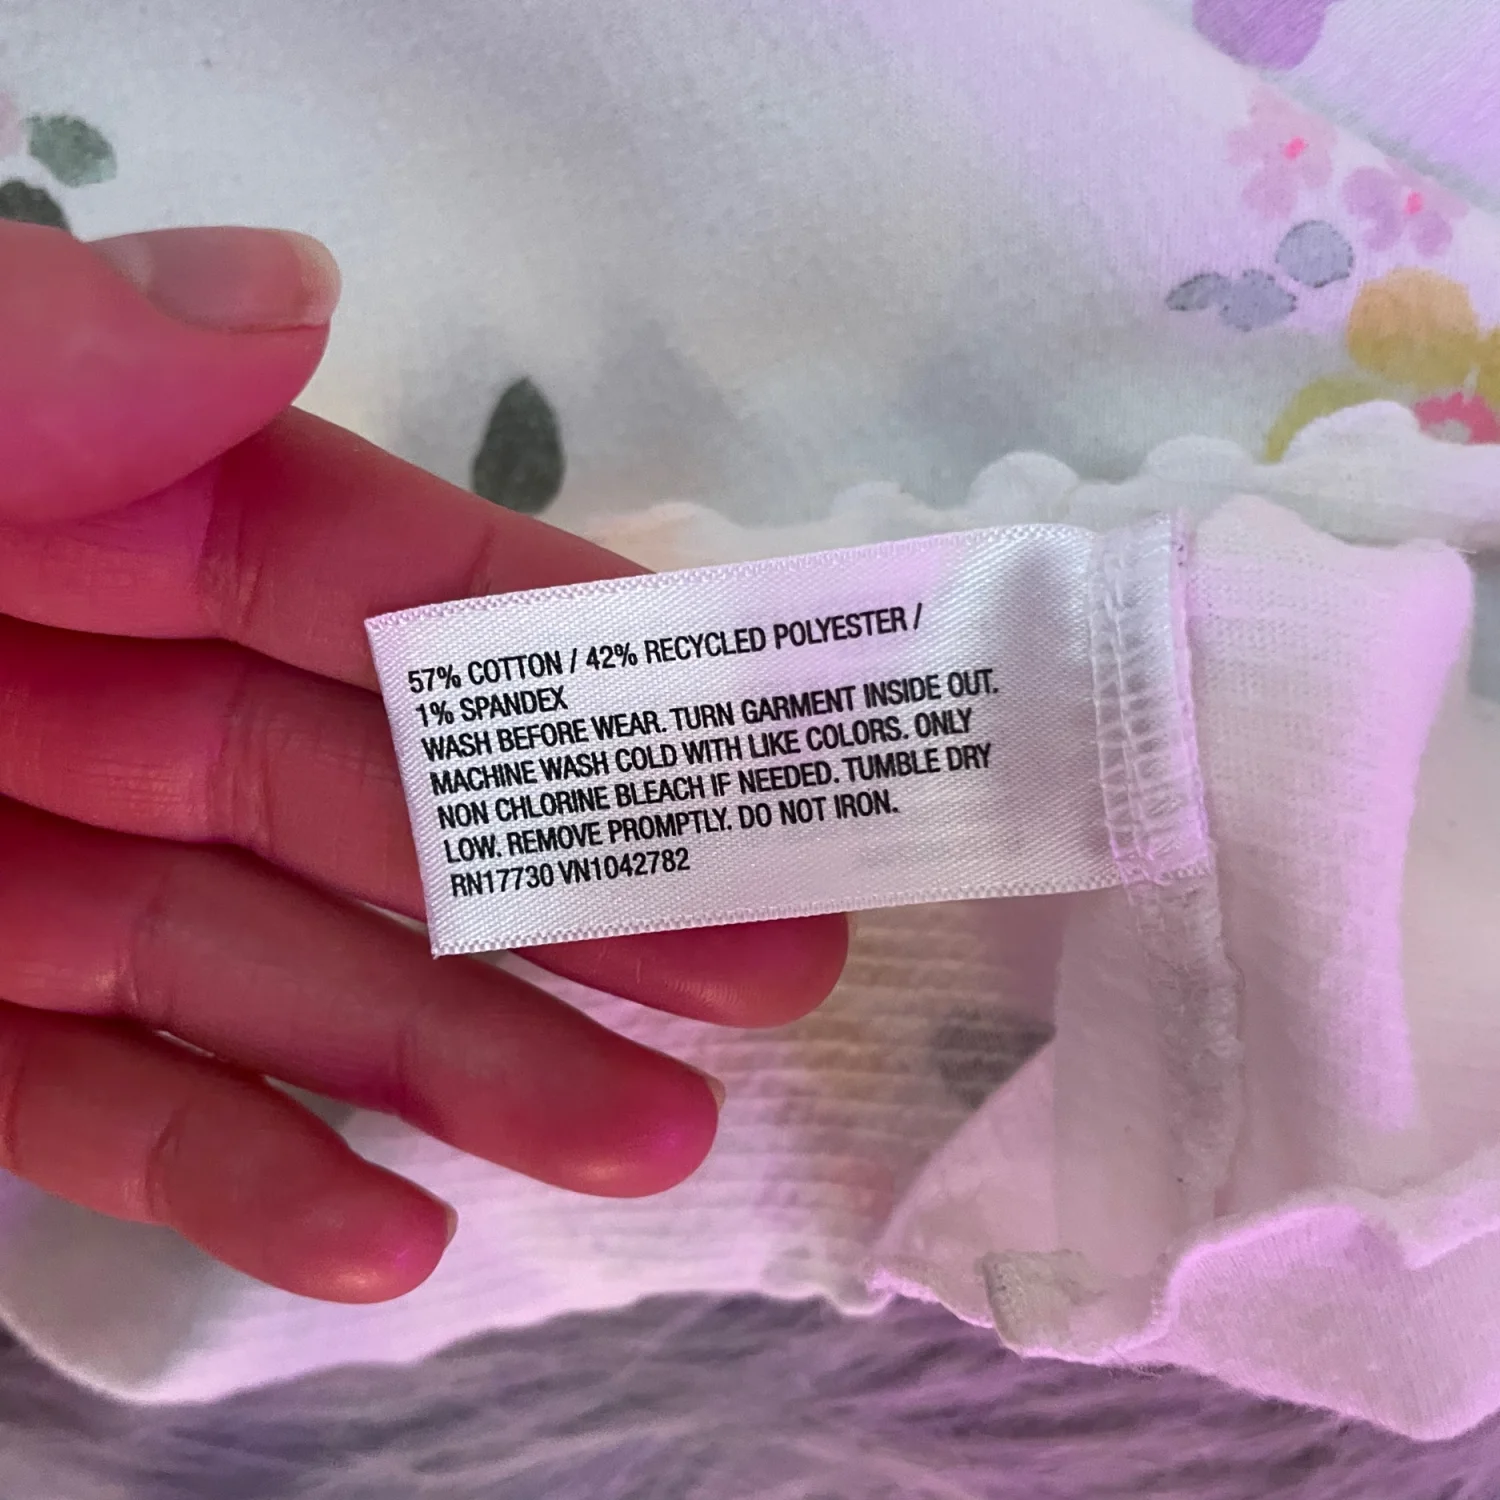 57% COTTON / 42% RECYCLED POLYESTER /
1% SPANDEX
WASH BEFORE WEAR. TURN GARMENT INSIDE OUT.
MACHINE WASH COLD WITH LIKE COLORS. ONLY
NON CHLORINE BLEACH IF NEEDED. TUMBLE DRY
LOW. REMOVE PROMPTLY. DO NOT IRON.
RN17730 VN1042782